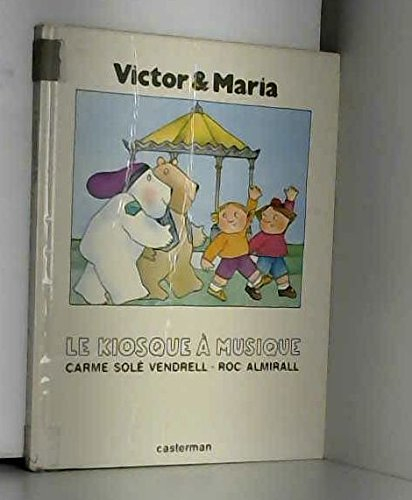 Victor & Maria
LE KIOSQUE À MUSIQUE
CARME SOLÉ VENDRELL - ROC ALMIRALL
casterman